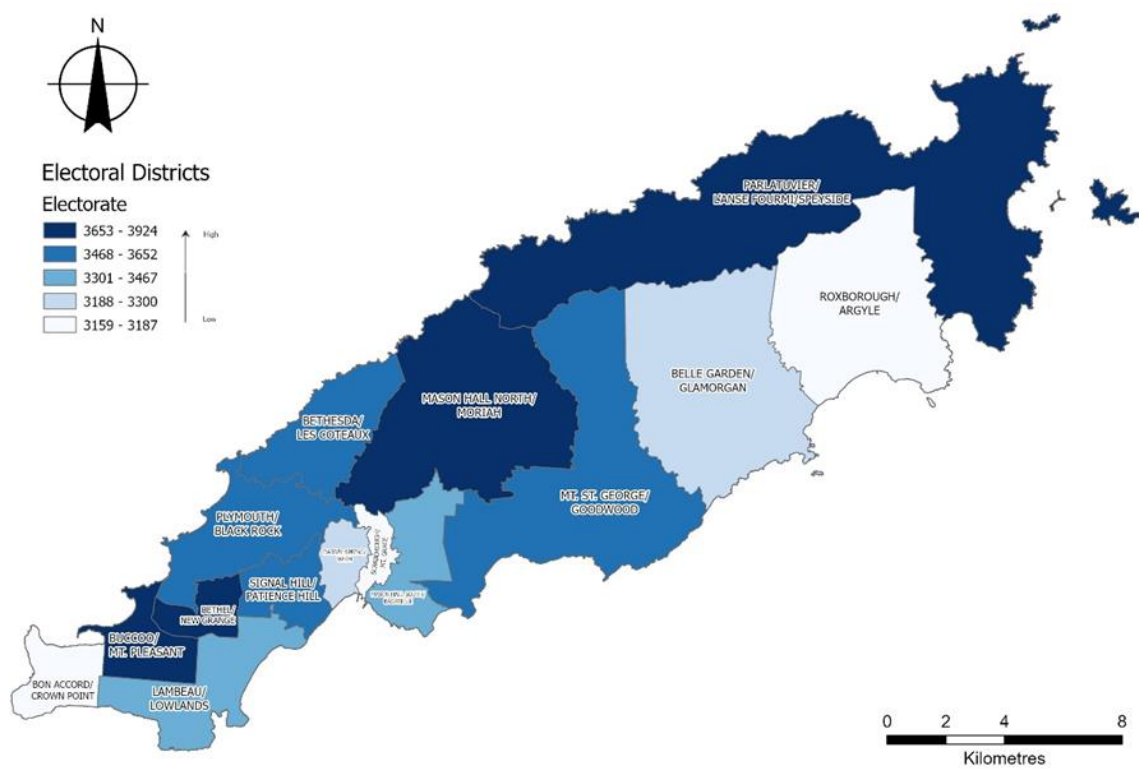 N
Electoral Districts
Electorate
3653 - 3924
3468 - 3652
3301 - 3467
3188 - 3300
3159 - 3187
High
Low
PARLATUVIER/
L'ANSE FOURMI/SPEYSIDE
ROXBOROUGH/
ARGYLE
BELLE GARDEN/
GLAMORGAN
MASON HALL NORTH/
MORIAH
BETHESDA/
LES COTEAUX
MT. ST. GEORGE/
GOODWOOD
PLYMOUTH/
BLACK ROCK
SCARBOROUGH/
MT. GRACE
SIGNAL HILL/
PATIENCE HILL
BETHEL/
NEW GRANGE
BUCCOO/
MT. PLEASANT
BON ACCORD/
CROWN POINT
LAMBEAU/
LOWLANDS
0 2 4 8
Kilometres